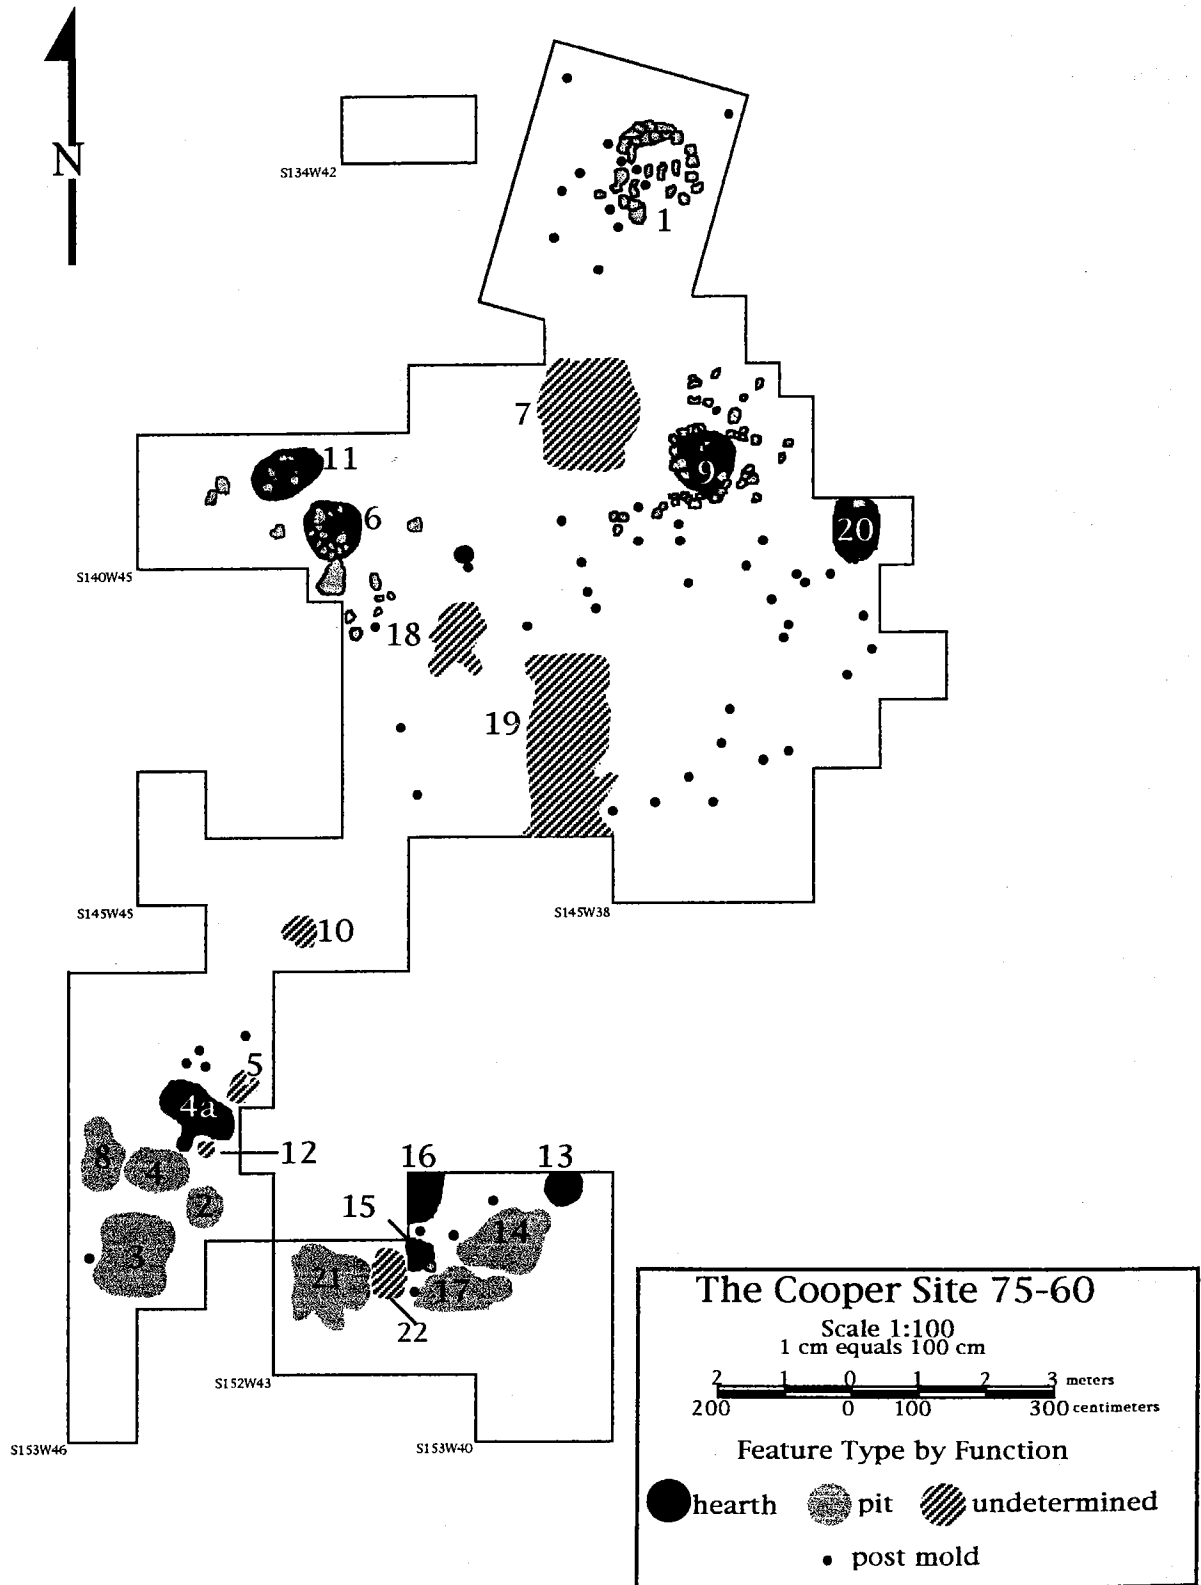 N
S134W42
1
7
11
9
6
20
S140W45
18
19
S145W45
S145W38
10
5
4a
12
8
4
16
13
2
15
14
3
21
17
22
S152W43
S153W46
S153W40
The Cooper Site 75-60
Scale 1:100
1 cm equals 100 cm
2 1 0 1 2 3 meters
200 0 100 300 centimeters
Feature Type by Function
hearth pit undetermined
post mold